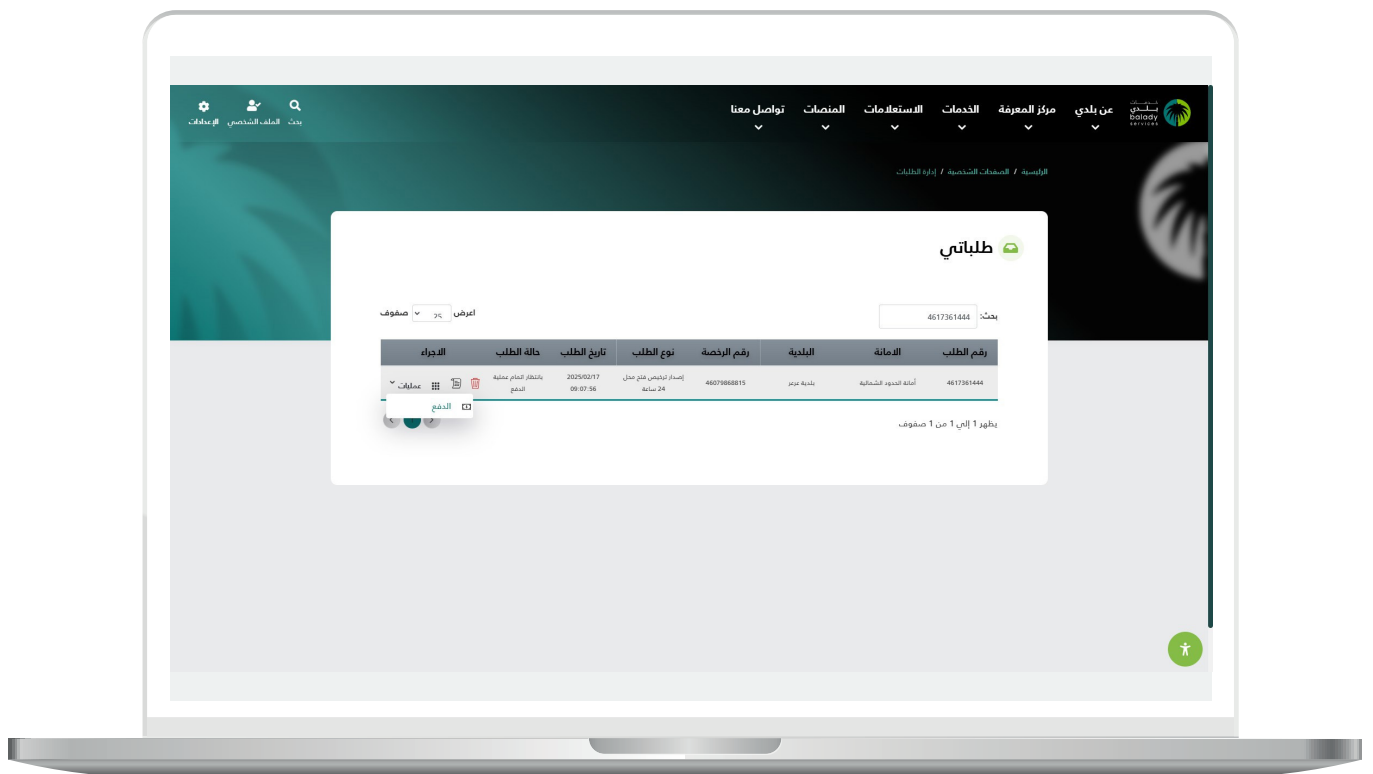 خدمات
بلدي
balady
services
عن بلدي
مركز المعرفة
الخدمات
الاستعلامات
المنصات
تواصل معنا
بحث
الملف الشخصي
الإعدادات
الرئيسية / الصفحات الشخصية / إدارة الطلبات
طلباتي
بحث: 4617361444
اعرض 25 صفوف
رقم الطلب الامانة البلدية رقم الرخصة نوع الطلب تاريخ الطلب حالة الطلب الاجراء
4617361444
أمانة الحدود الشمالية
بلدية عرعر
46079868815
إصدار ترخيص فتح محل
24 ساعة
2025/02/17
09:07:56
بانتظار اتمام عملية
الدفع
عمليات
الدفع
يظهر 1 إلى 1 من 1 صفوف